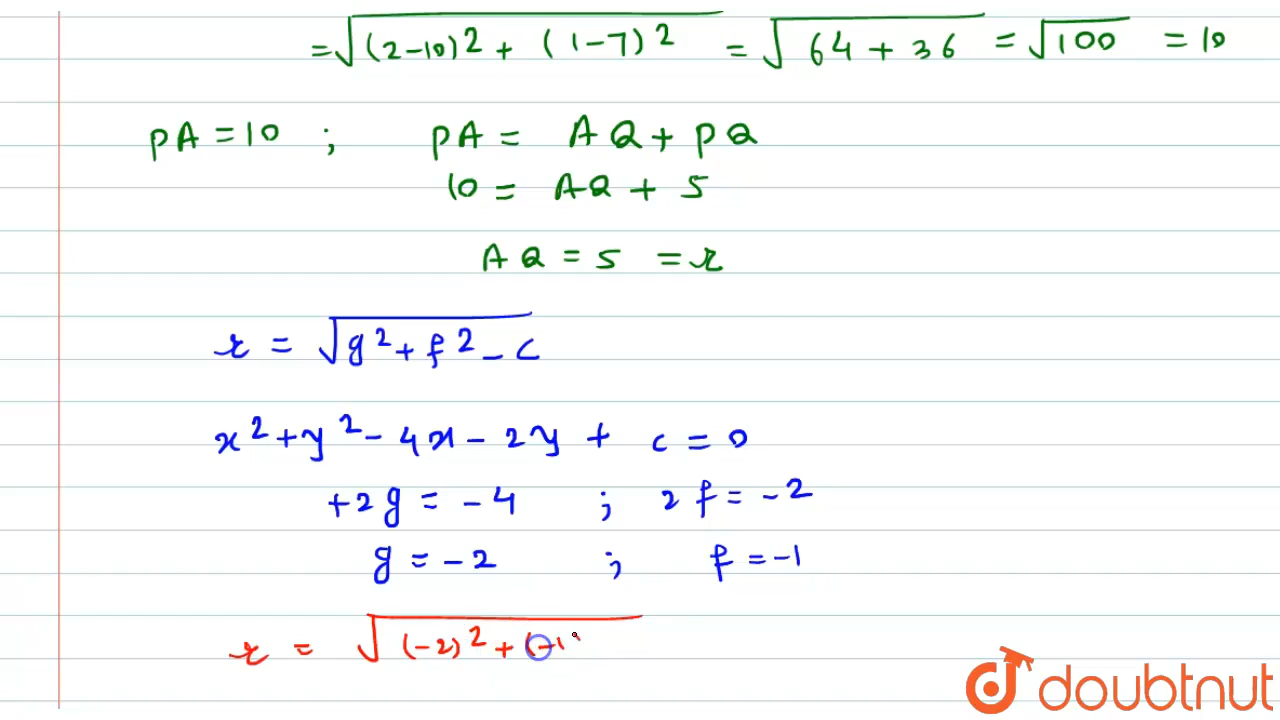 = √(2-10)² + (1-7)² = √64 + 36 = √100 = 10
PA = 10 ; PA = AQ + PQ
10 = AQ + 5
AQ = 5 = r
r = √g² + f² - c
x² + y² - 4x - 2y + c = 0
+2g = -4 ; 2f = -2
g = -2 ; f = -1
r = √(-2)² + (-1
doubtnut